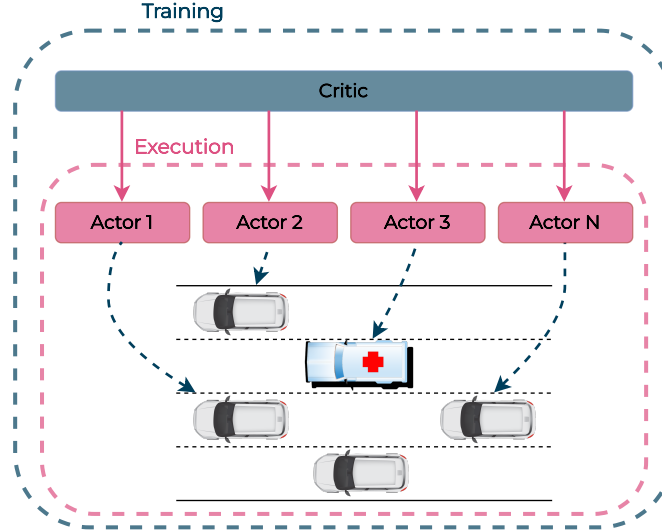 Training
Critic
Execution
Actor 1
Actor 2
Actor 3
Actor N